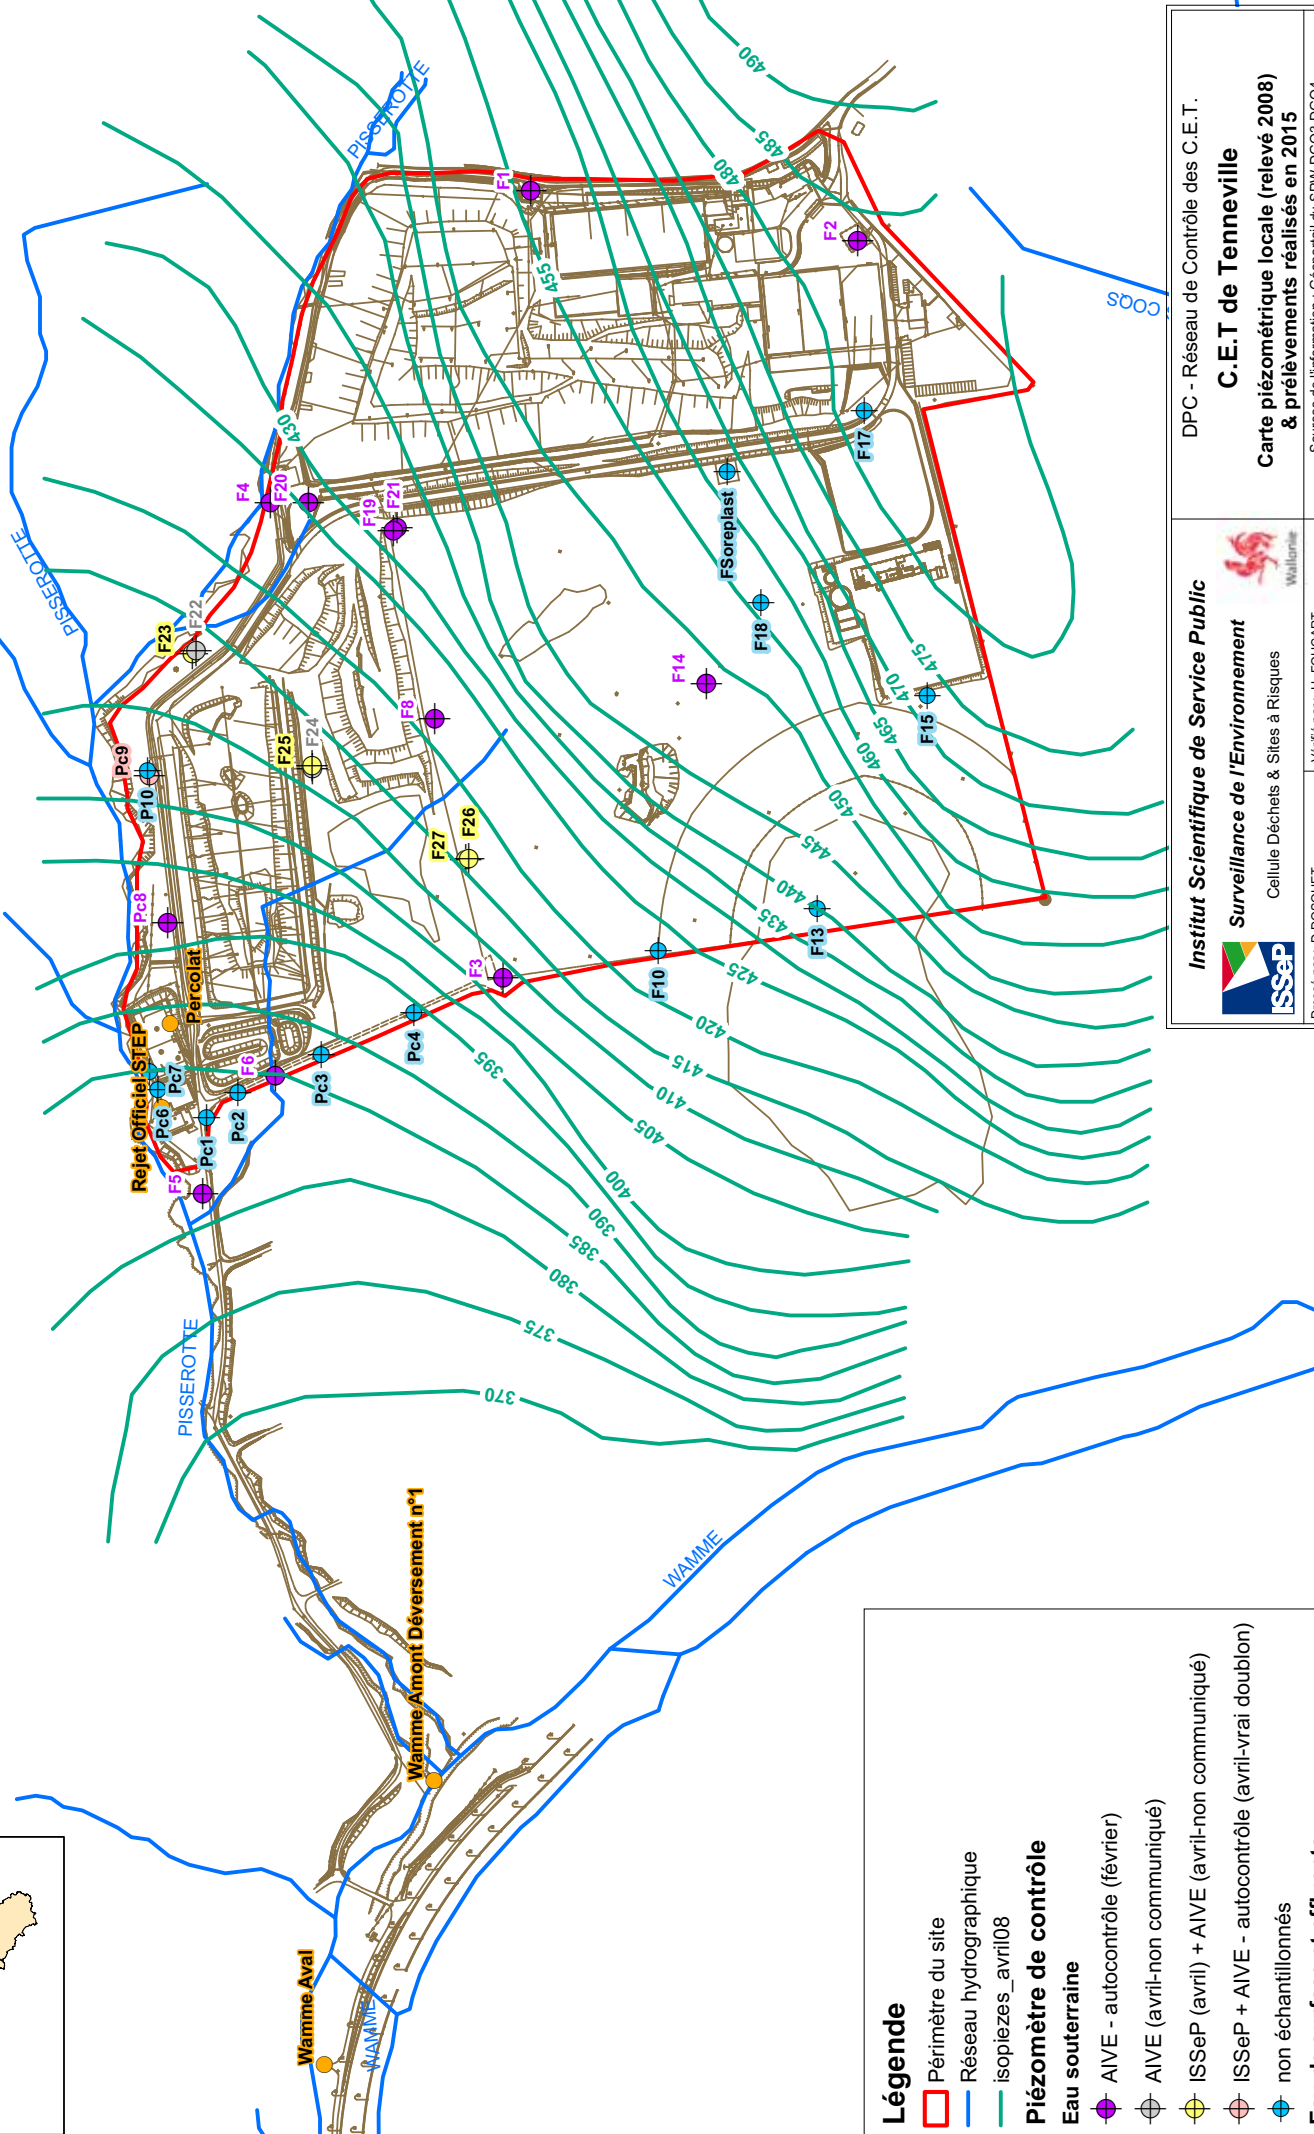 PISSEROTTE
PISSEROTTE
PISSEROTTE
COQS
WAMME
WAMME
490
485
480
455
430
475
470
465
460
450
445
440
435
425
420
415
410
405
400
395
390
385
380
375
370
F1
F2
F4
F20
F19
F21
F17
FSoreplast
F18
F14
F15
F23
F22
F8
F25
F24
Pc9
P10
F27
F26
Pc8
F13
F10
F3
Percolat
Pc4
Pc3
F6
Rejet Officiel STEP
Pc7
Pc6
Pc2
Pc1
F5
Wamme Amont Déversement n°1
Wamme Aval
Légende
Périmètre du site
Réseau hydrographique
isopiezes_avril08
Piézomètre de contrôle
Eau souterraine
AIVE - autocontrôle (février)
AIVE (avril-non communiqué)
ISSeP (avril) + AIVE (avril-non communiqué)
ISSeP + AIVE - autocontrôle (avril-vrai doublon)
non échantillonnés
ISSeP
Institut Scientifique de Service Public
Surveillance de l'Environnement
Cellule Déchets & Sites à Risques
Wallonie
DPC - Réseau de Contrôle des C.E.T.
C.E.T de Tenneville
Carte piézométrique locale (relevé 2008)
& prélèvements réalisés en 2015